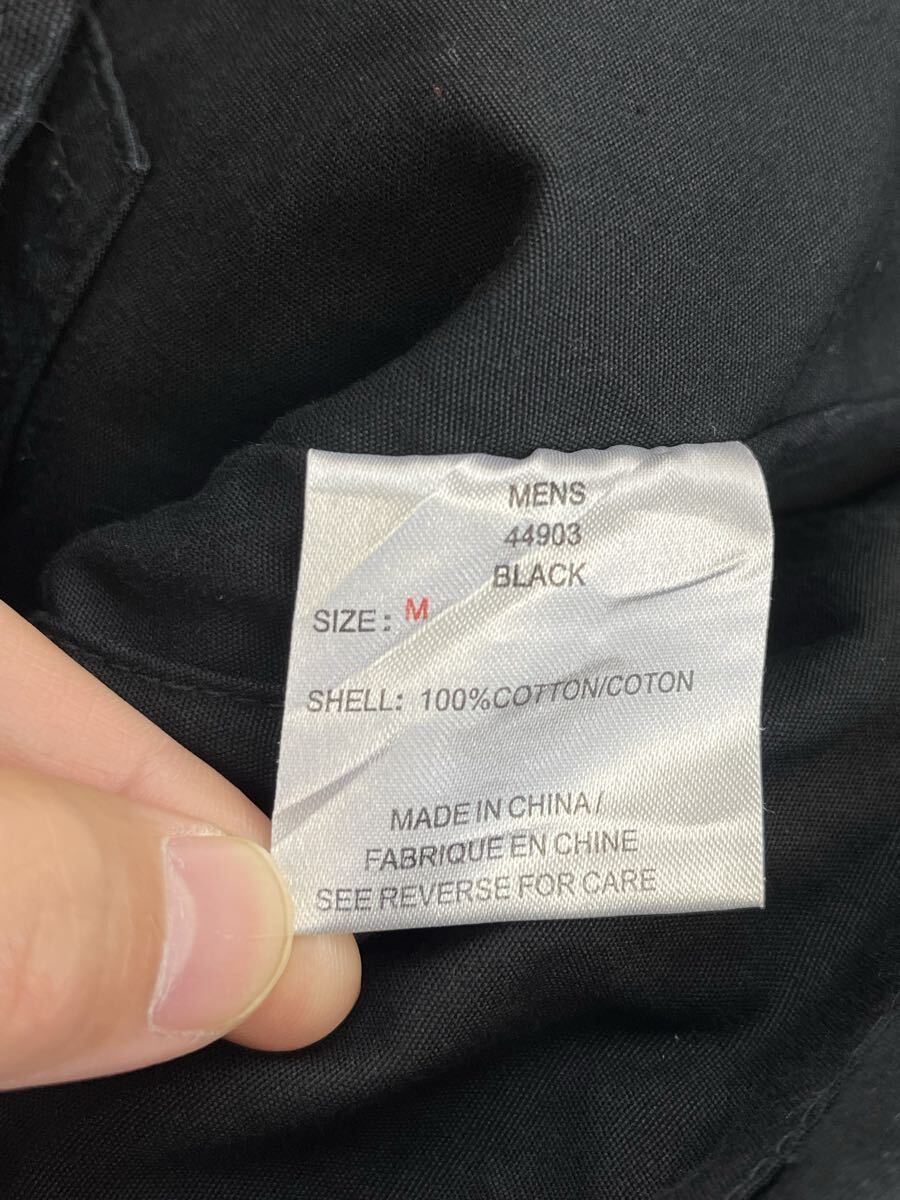 MENS
44903
BLACK
SIZE: M
SHELL: 100%COTTON/COTON
MADE IN CHINA/
FABRIQUE EN CHINE
SEE REVERSE FOR CARE